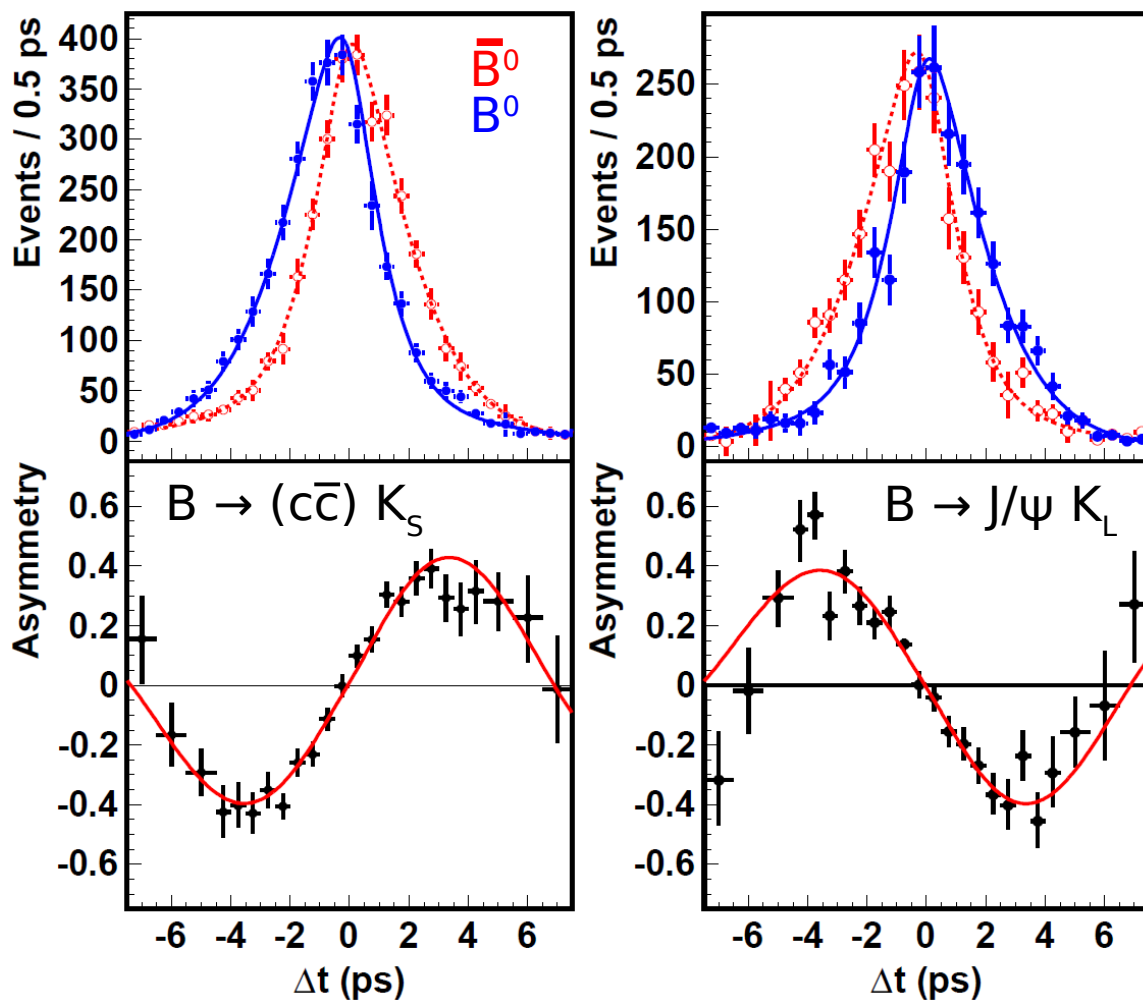 Events / 0.5 ps
400
350
300
250
200
150
100
50
0
B̅⁰
B⁰
Events / 0.5 ps
250
200
150
100
50
0
Asymmetry
0.6
0.4
0.2
0
-0.2
-0.4
-0.6
B → (cc̅) K_S
-6 -4 -2 0 2 4 6
Δt (ps)
Asymmetry
0.6
0.4
0.2
0
-0.2
-0.4
-0.6
B → J/ψ K_L
-6 -4 -2 0 2 4 6
Δt (ps)